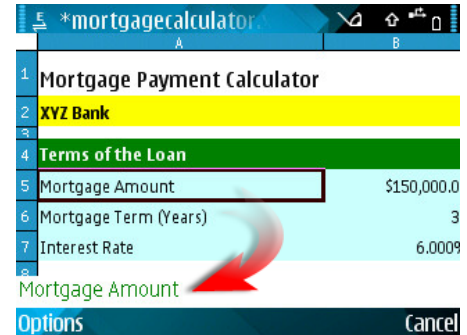 *mortgagecalculator.
A B
1 Mortgage Payment Calculator
2 XYZ Bank
3
4 Terms of the Loan
5 Mortgage Amount $150,000.0
6 Mortgage Term (Years) 3
7 Interest Rate 6.000%
8
Mortgage Amount
Options Cancel